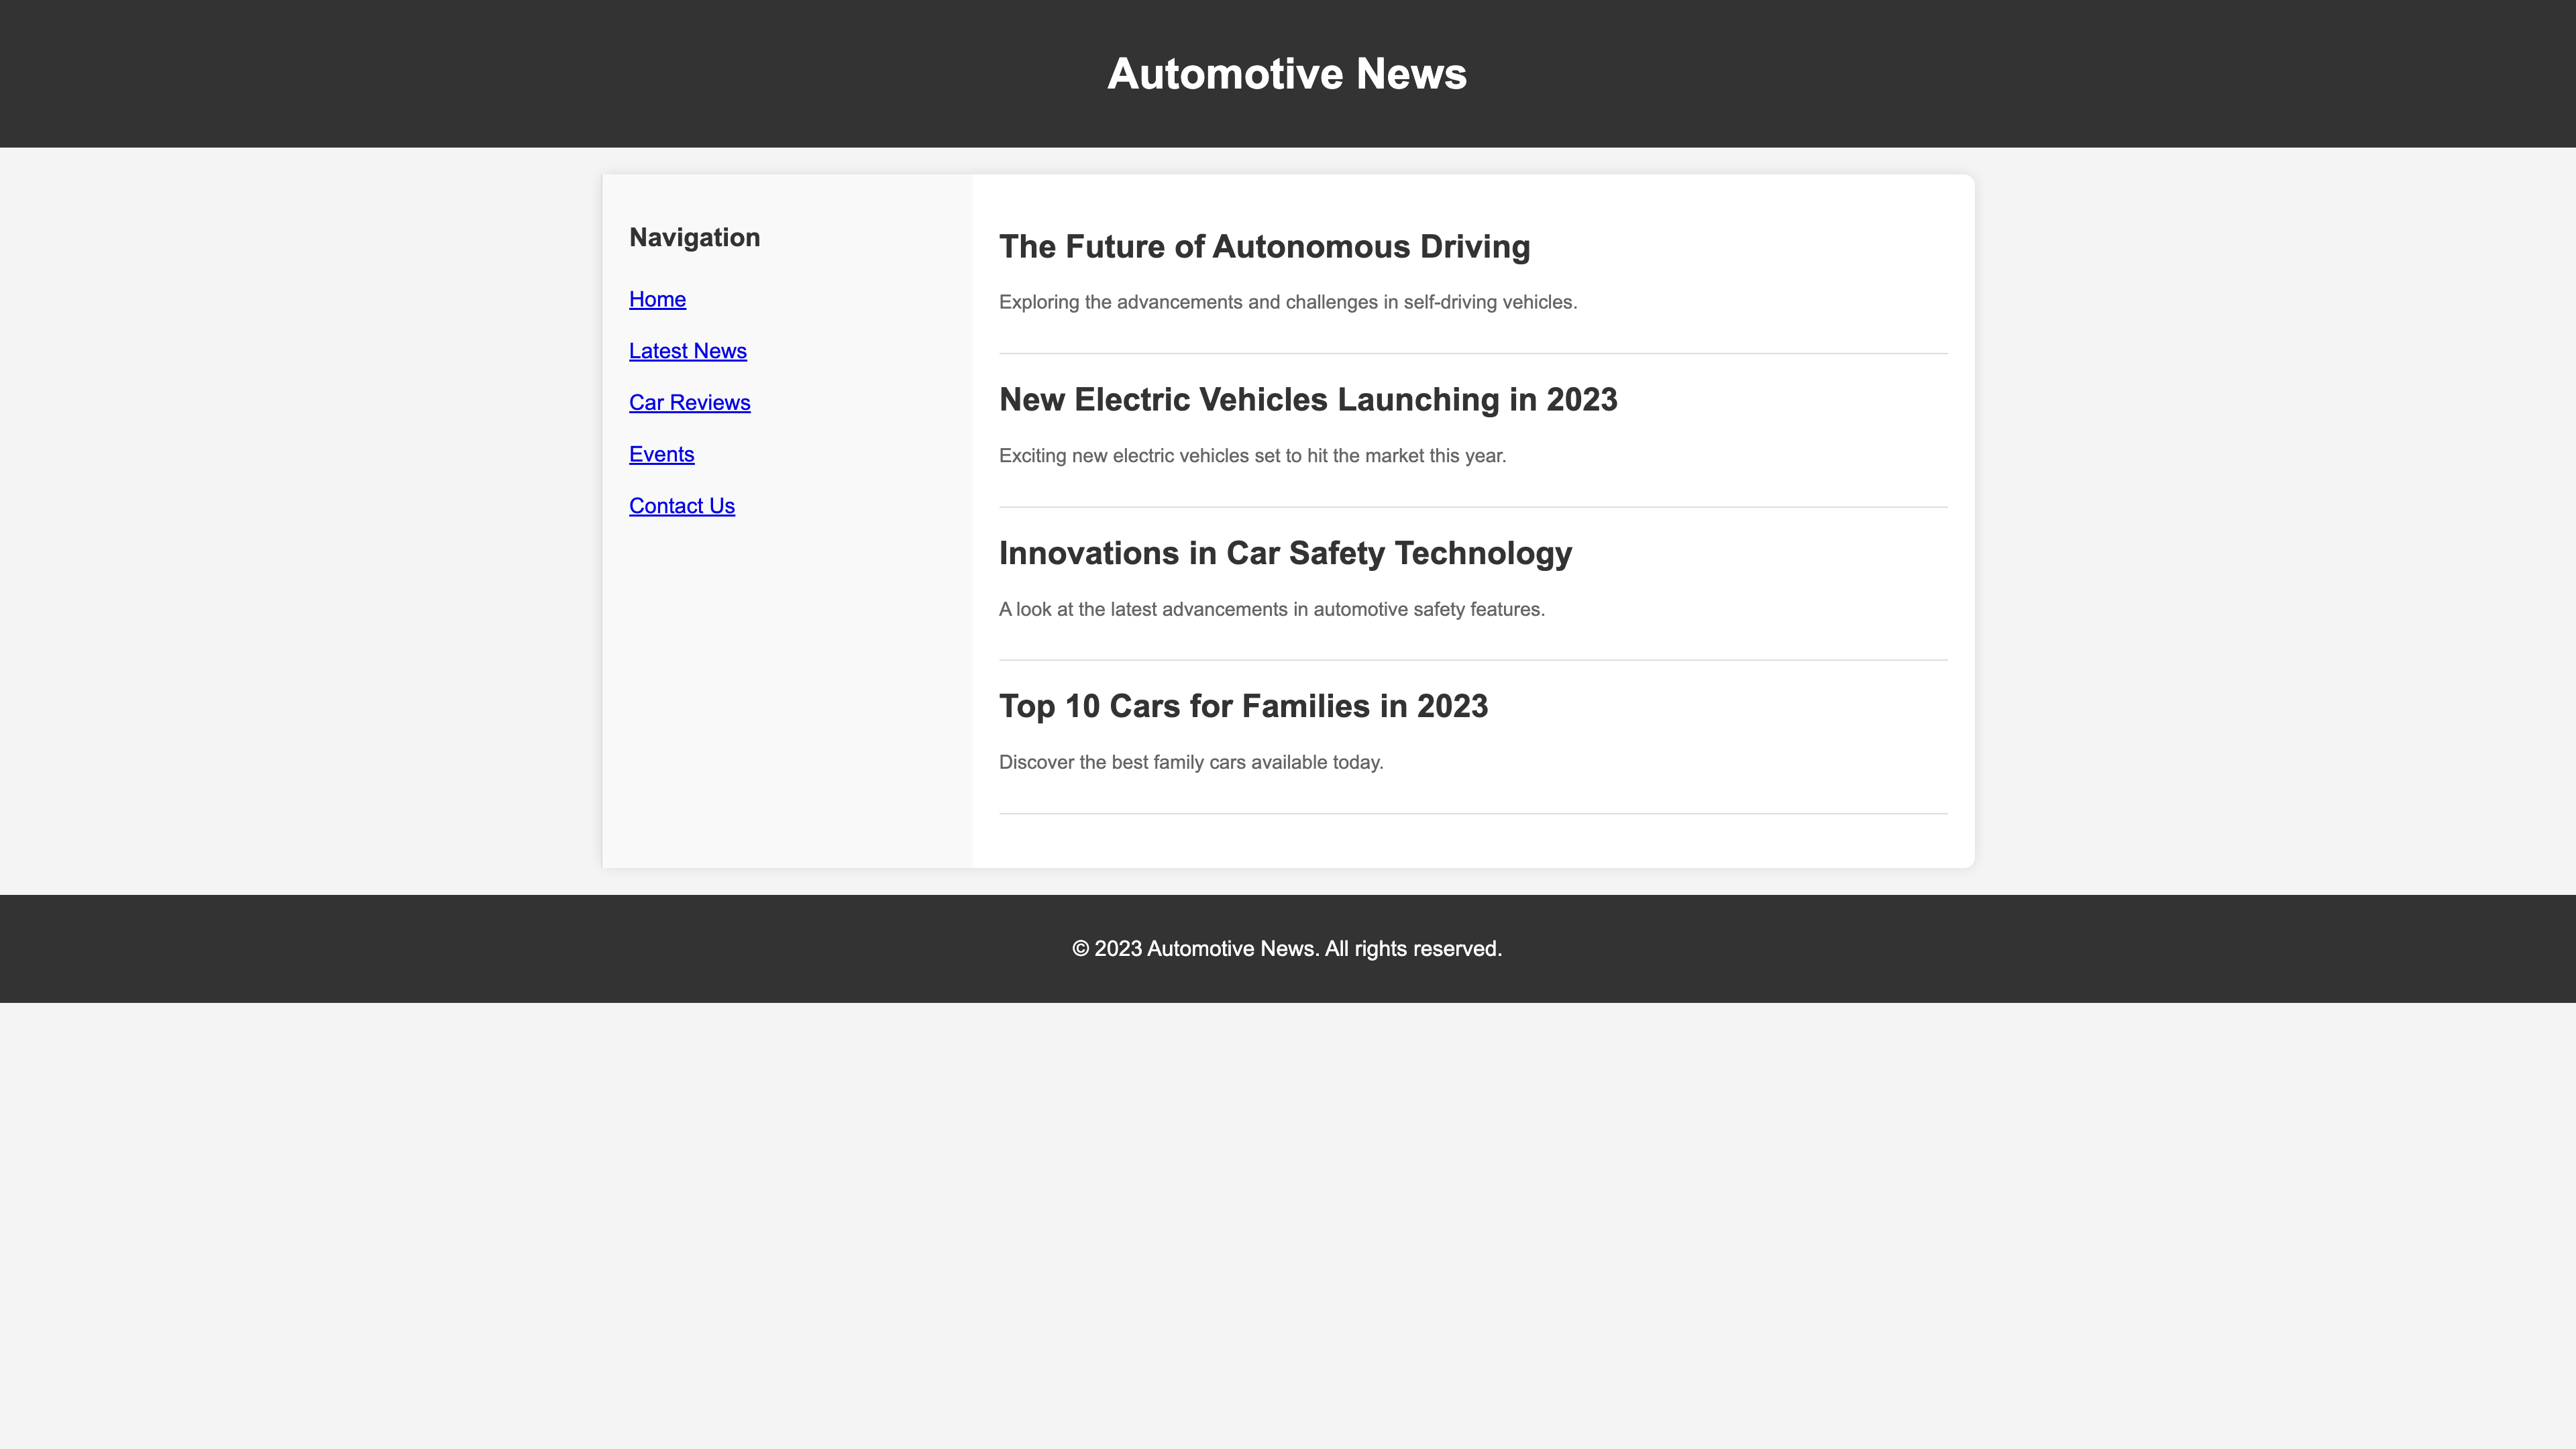 Automotive News
Navigation
Home
Latest News
Car Reviews
Events
Contact Us
The Future of Autonomous Driving
Exploring the advancements and challenges in self-driving vehicles.
New Electric Vehicles Launching in 2023
Exciting new electric vehicles set to hit the market this year.
Innovations in Car Safety Technology
A look at the latest advancements in automotive safety features.
Top 10 Cars for Families in 2023
Discover the best family cars available today.
© 2023 Automotive News. All rights reserved.